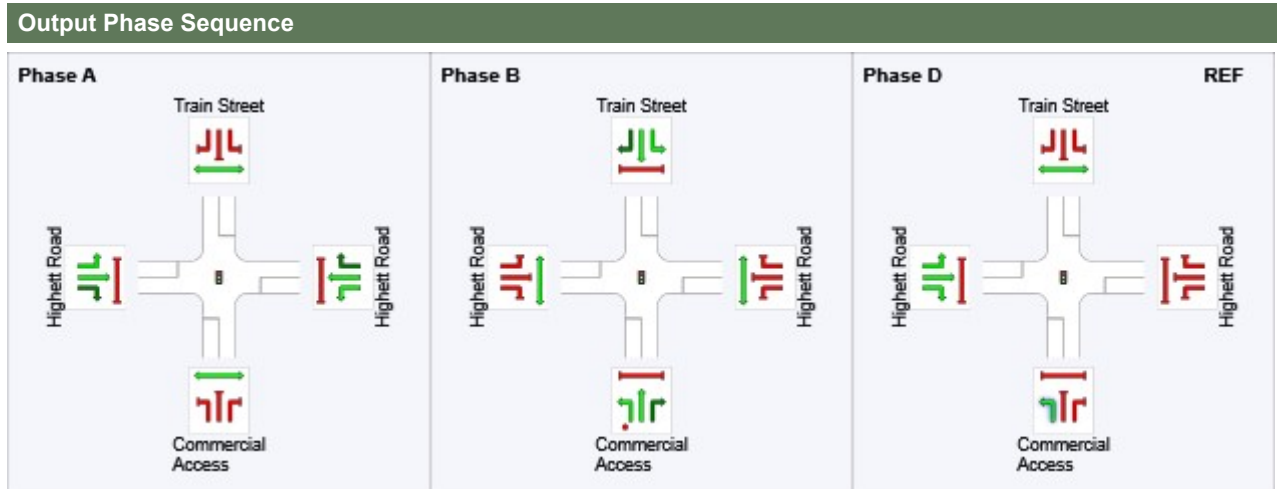 Output Phase Sequence
Phase A
Train Street
Highett Road
Highett Road
Commercial
Access
Phase B
Train Street
Highett Road
Highett Road
Commercial
Access
Phase D
REF
Train Street
Highett Road
Highett Road
Commercial
Access